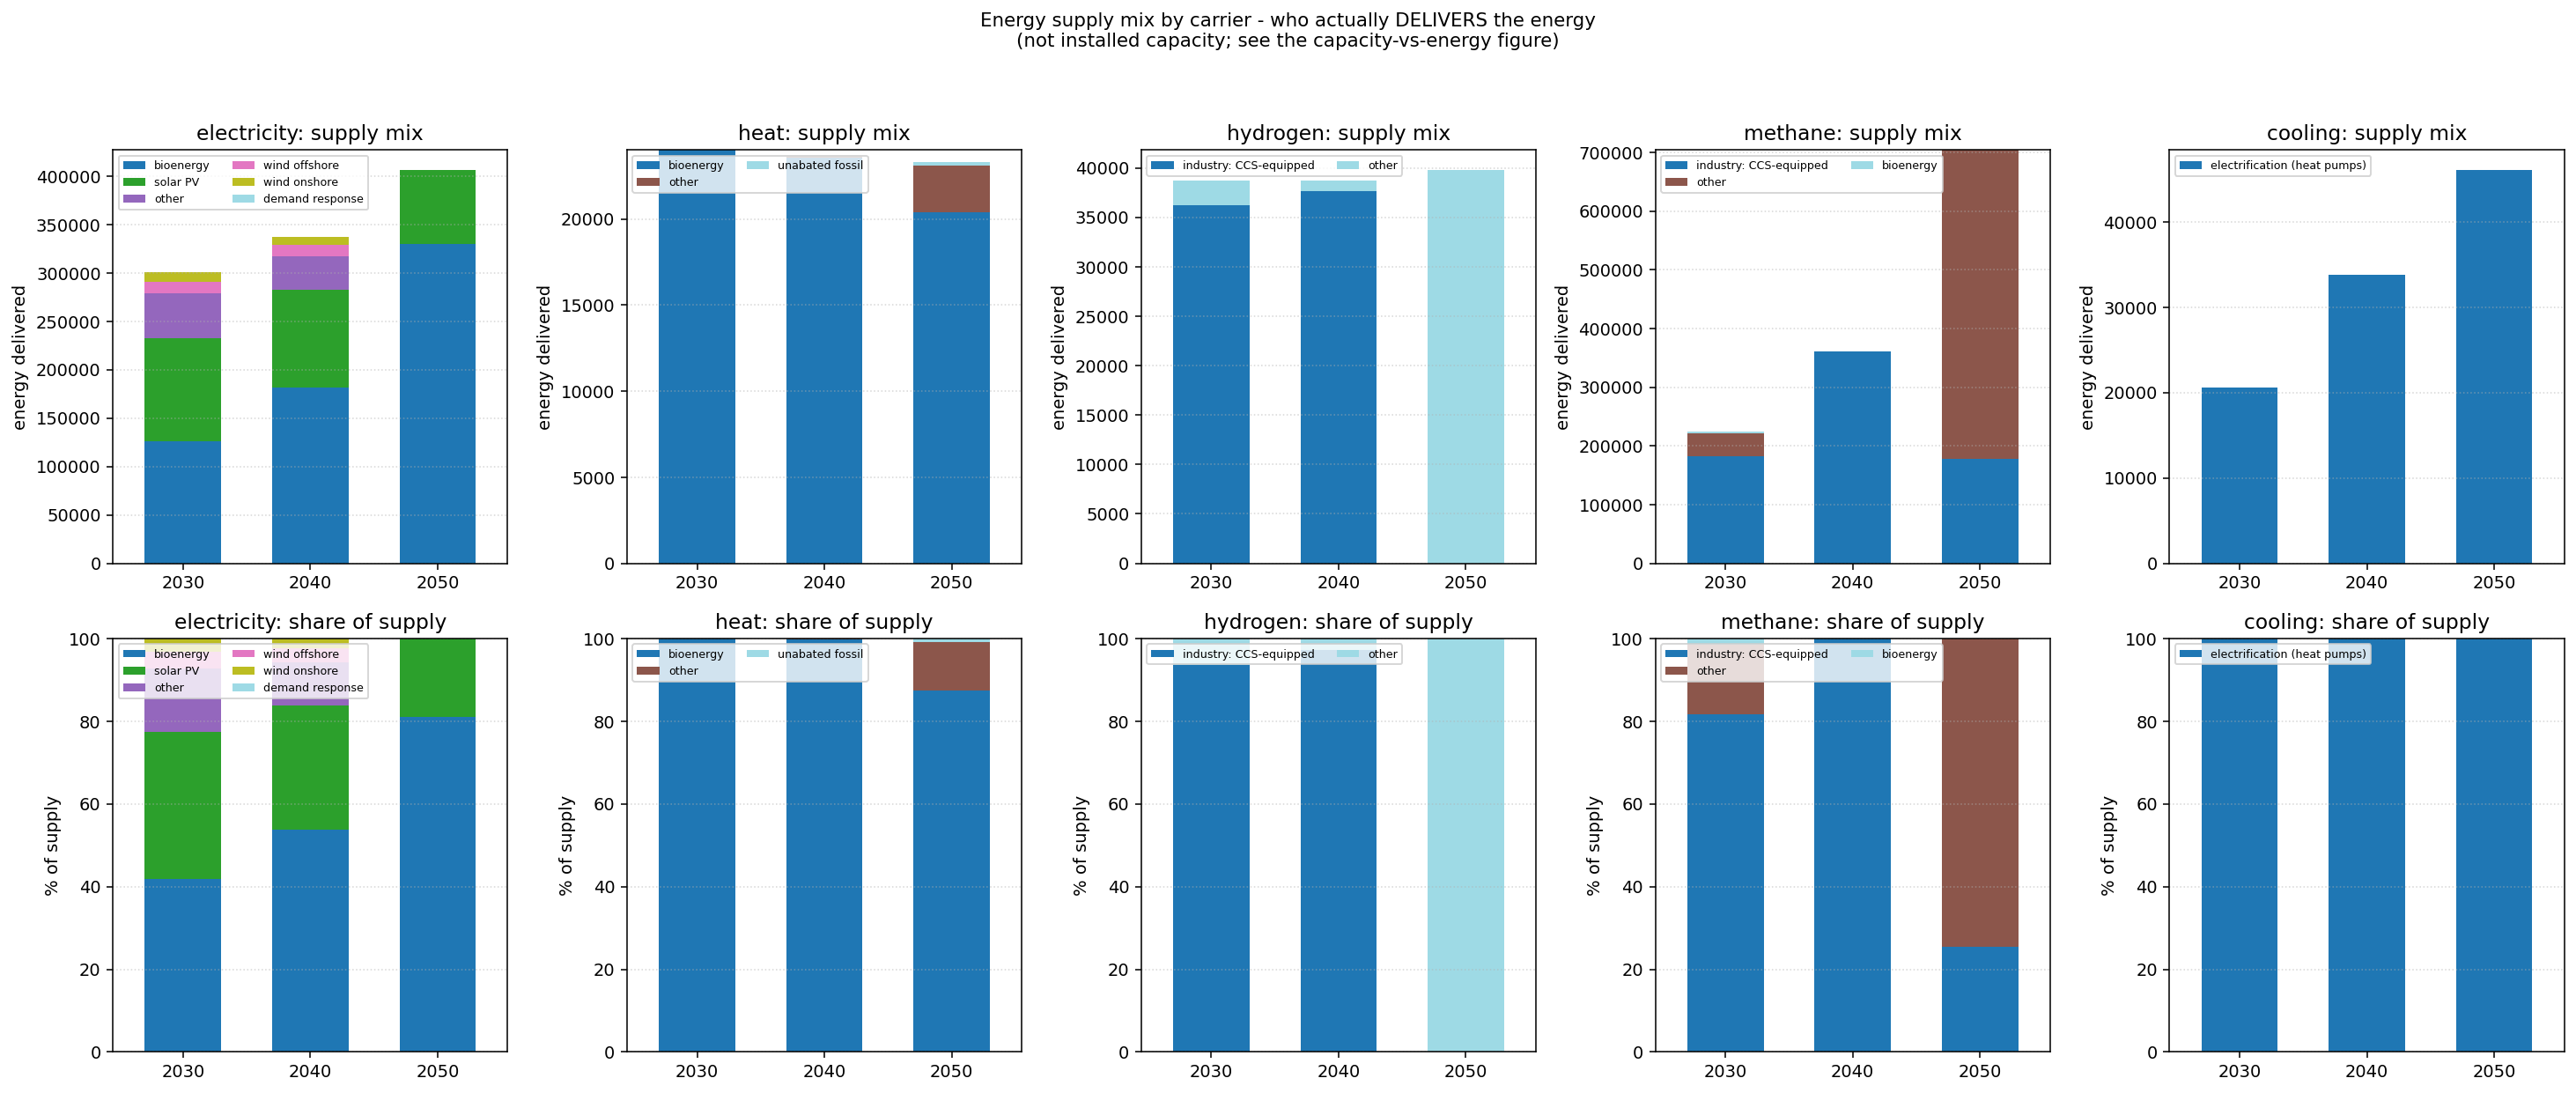 Energy supply mix by carrier - who actually DELIVERS the energy
(not installed capacity; see the capacity-vs-energy figure)
electricity: supply mix
energy delivered
400000
350000
300000
250000
200000
150000
100000
50000
0
bioenergy
solar PV
other
wind offshore
wind onshore
demand response
2030 2040 2050
heat: supply mix
energy delivered
20000
15000
10000
5000
0
bioenergy
other
unabated fossil
2030 2040 2050
hydrogen: supply mix
energy delivered
40000
35000
30000
25000
20000
15000
10000
5000
0
industry: CCS-equipped
other
2030 2040 2050
methane: supply mix
energy delivered
700000
600000
500000
400000
300000
200000
100000
0
industry: CCS-equipped
other
bioenergy
2030 2040 2050
cooling: supply mix
energy delivered
40000
30000
20000
10000
0
electrification (heat pumps)
2030 2040 2050
electricity: share of supply
% of supply
100
80
60
40
20
0
bioenergy
solar PV
other
wind offshore
wind onshore
demand response
2030 2040 2050
heat: share of supply
% of supply
100
80
60
40
20
0
bioenergy
other
unabated fossil
2030 2040 2050
hydrogen: share of supply
% of supply
100
80
60
40
20
0
industry: CCS-equipped
other
2030 2040 2050
methane: share of supply
% of supply
100
80
60
40
20
0
industry: CCS-equipped
other
bioenergy
2030 2040 2050
cooling: share of supply
% of supply
100
80
60
40
20
0
electrification (heat pumps)
2030 2040 2050